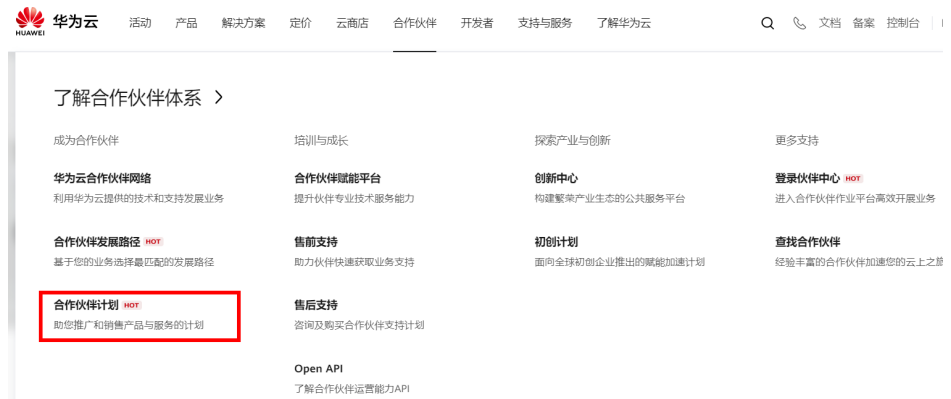 HUAWEI
华为云 活动 产品 解决方案 定价 云商店 合作伙伴 开发者 支持与服务 了解华为云 文档 备案 控制台
了解合作伙伴体系
成为合作伙伴 培训与成长 探索产业与创新 更多支持
华为云合作伙伴网络 合作伙伴赋能平台 创新中心 登录伙伴中心 HOT
利用华为云提供的技术和支持发展业务 提升伙伴专业技术服务能力 构建繁荣产业生态的公共服务平台 进入合作伙伴作业平台高效开展业务
合作伙伴发展路径 HOT 售前支持 初创计划 查找合作伙伴
基于您的业务选择最匹配的发展路径 助力伙伴快速获取业务支持 面向全球初创企业推出的赋能加速计划 经验丰富的合作伙伴加速您的云上之旅
合作伙伴计划 HOT 售后支持
助您推广和销售产品与服务的计划 咨询及购买合作伙伴支持计划
Open API
了解合作伙伴运营能力API